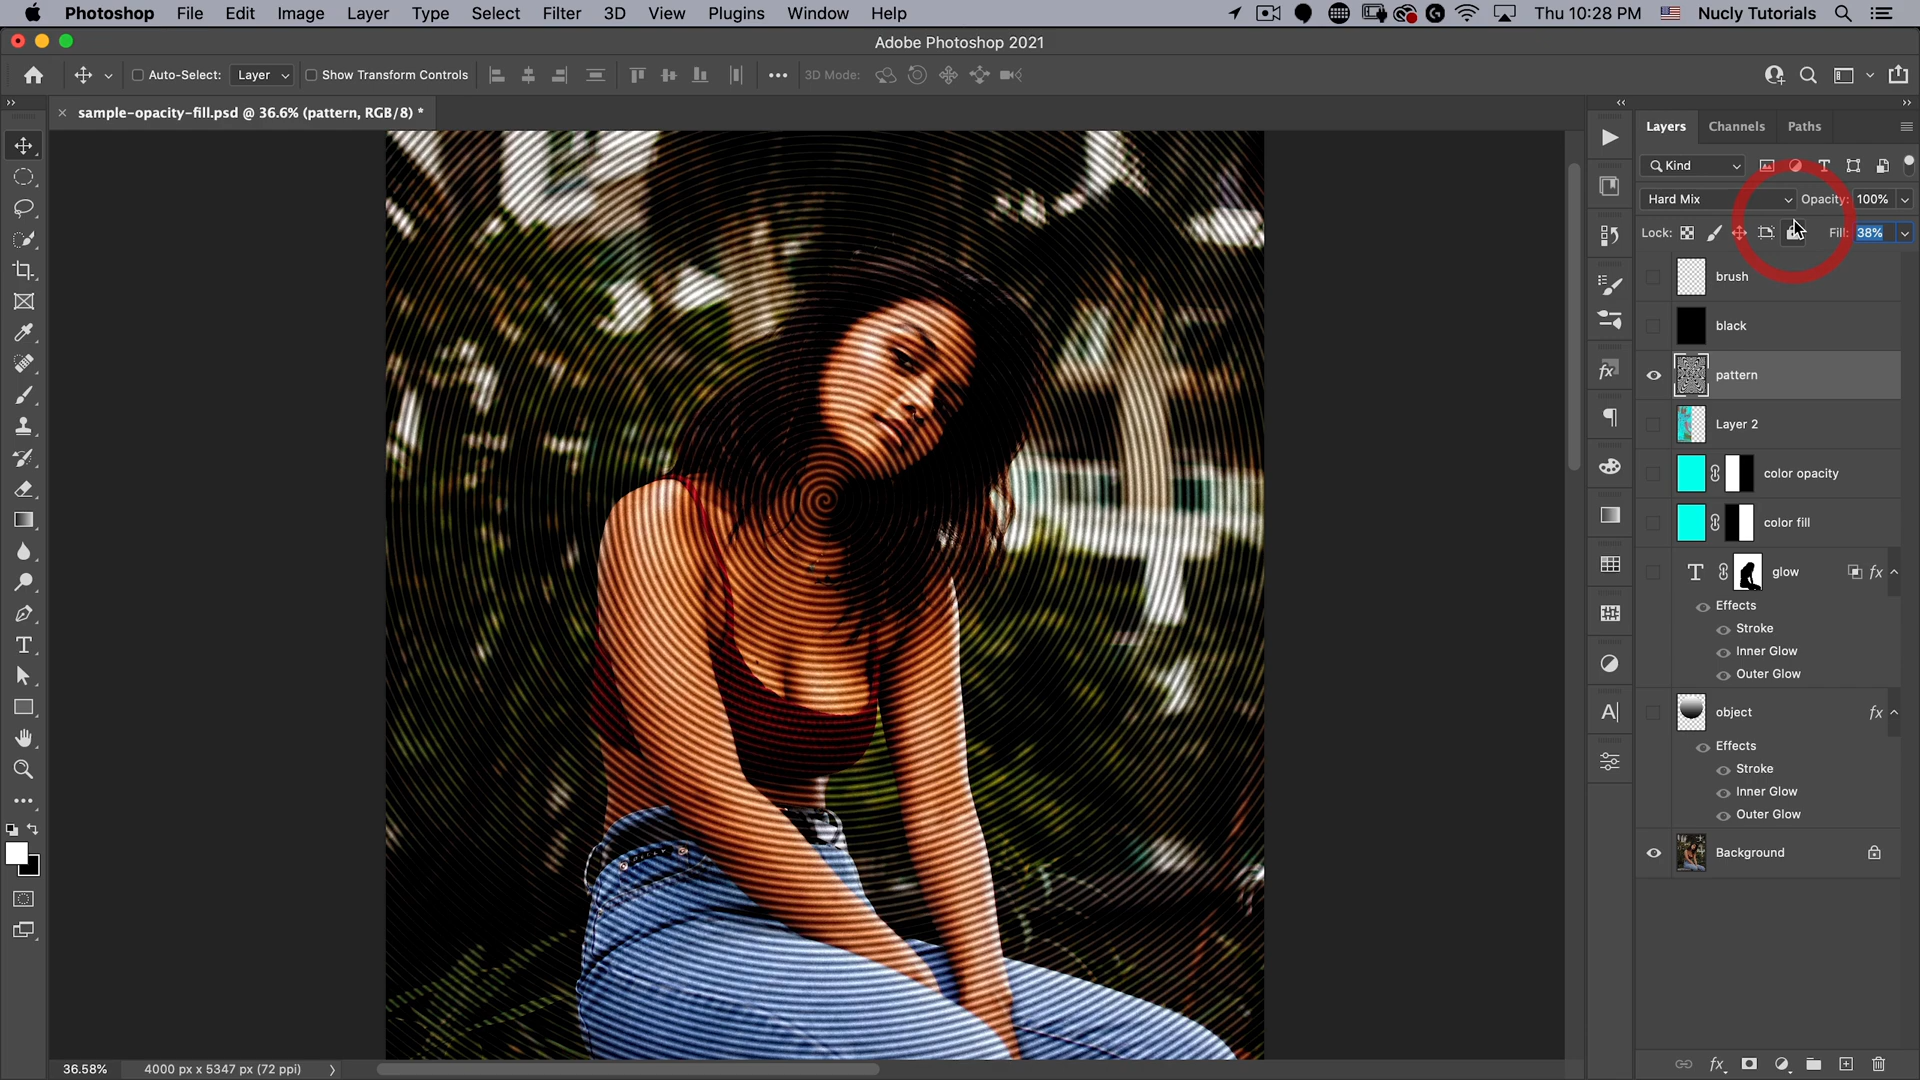 Photoshop File Edit Image Layer Type Select Filter 3D View Plugins Window Help Thu 10:28 PM Nucly Tutorials
Adobe Photoshop 2021
Auto-Select: Layer Show Transform Controls 3D Mode:
sample-opacity-fill.psd @ 36.6% (pattern, RGB/8) *
Layers Channels Paths
Kind
Hard Mix Opacity: 100%
Lock: Fill: 38%
brush
black
pattern
Layer 2
color opacity
color fill
glow fx
Effects
Stroke
Inner Glow
Outer Glow
object fx
Effects
Stroke
Inner Glow
Outer Glow
Background
36.58% 4000 px x 5347 px (72 ppi)